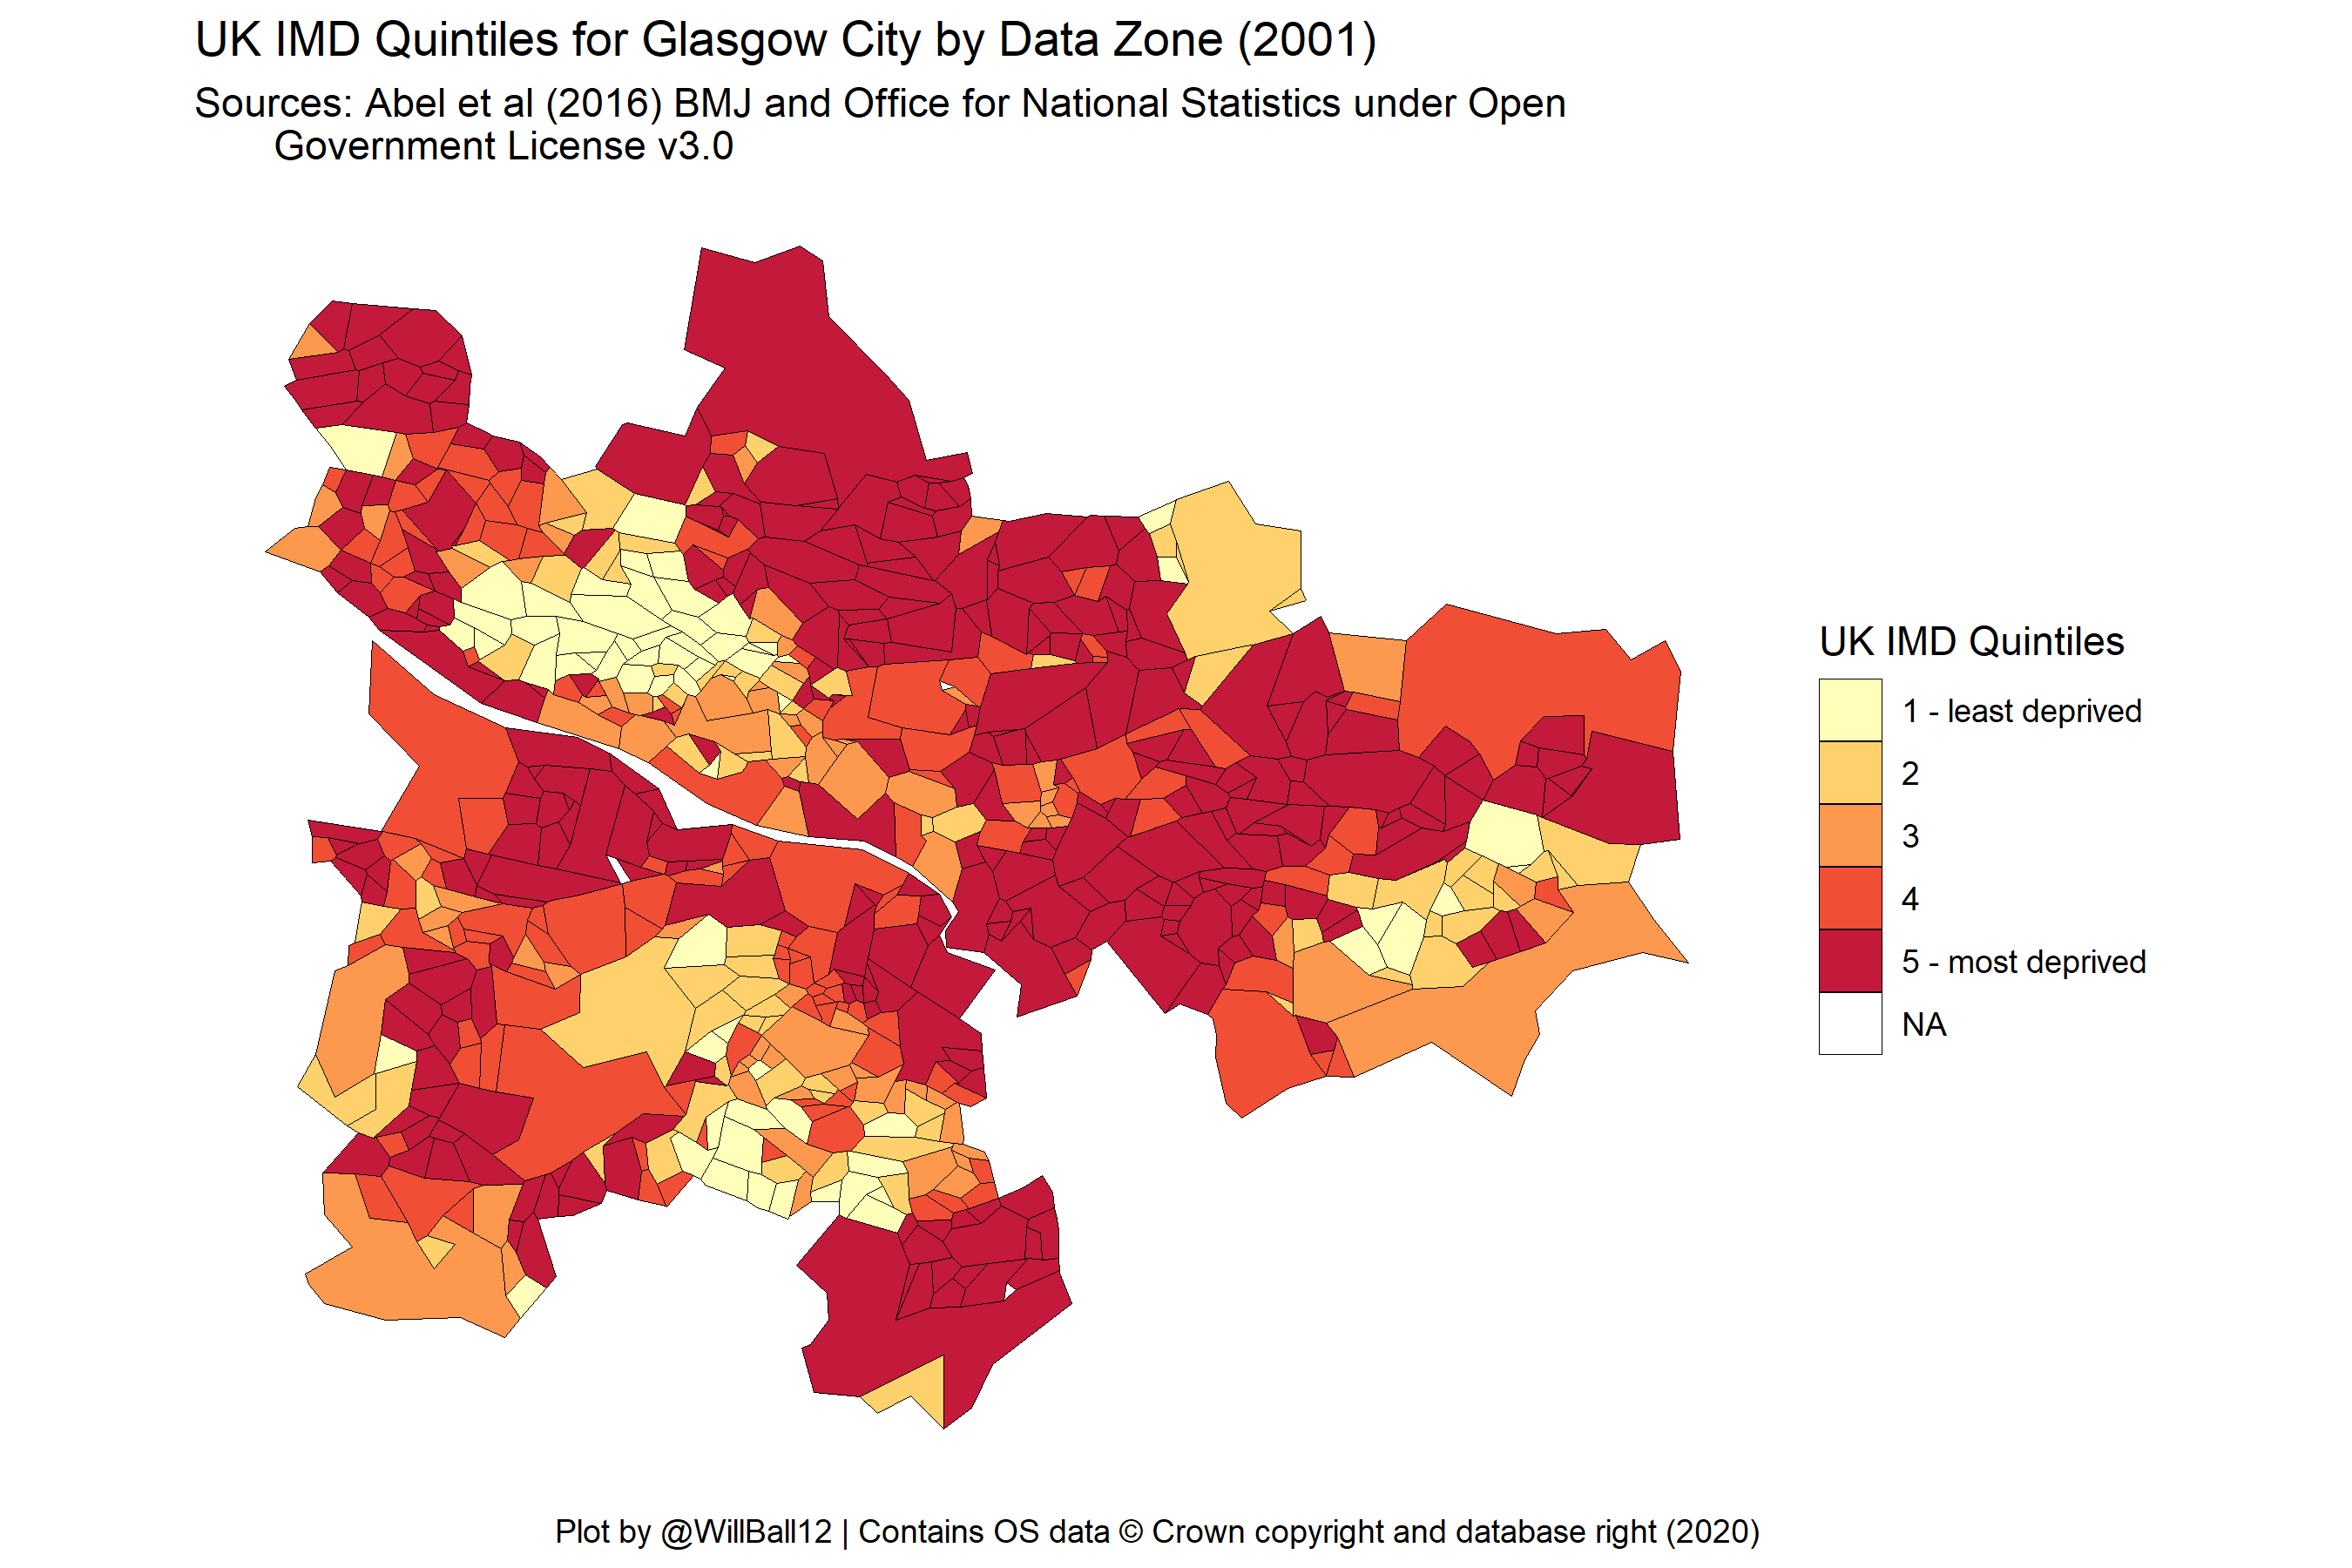 UK IMD Quintiles for Glasgow City by Data Zone (2001)
Sources: Abel et al (2016) BMJ and Office for National Statistics under Open
Government License v3.0
UK IMD Quintiles
1 - least deprived
2
3
4
5 - most deprived
NA
Plot by @WillBall12 | Contains OS data © Crown copyright and database right (2020)